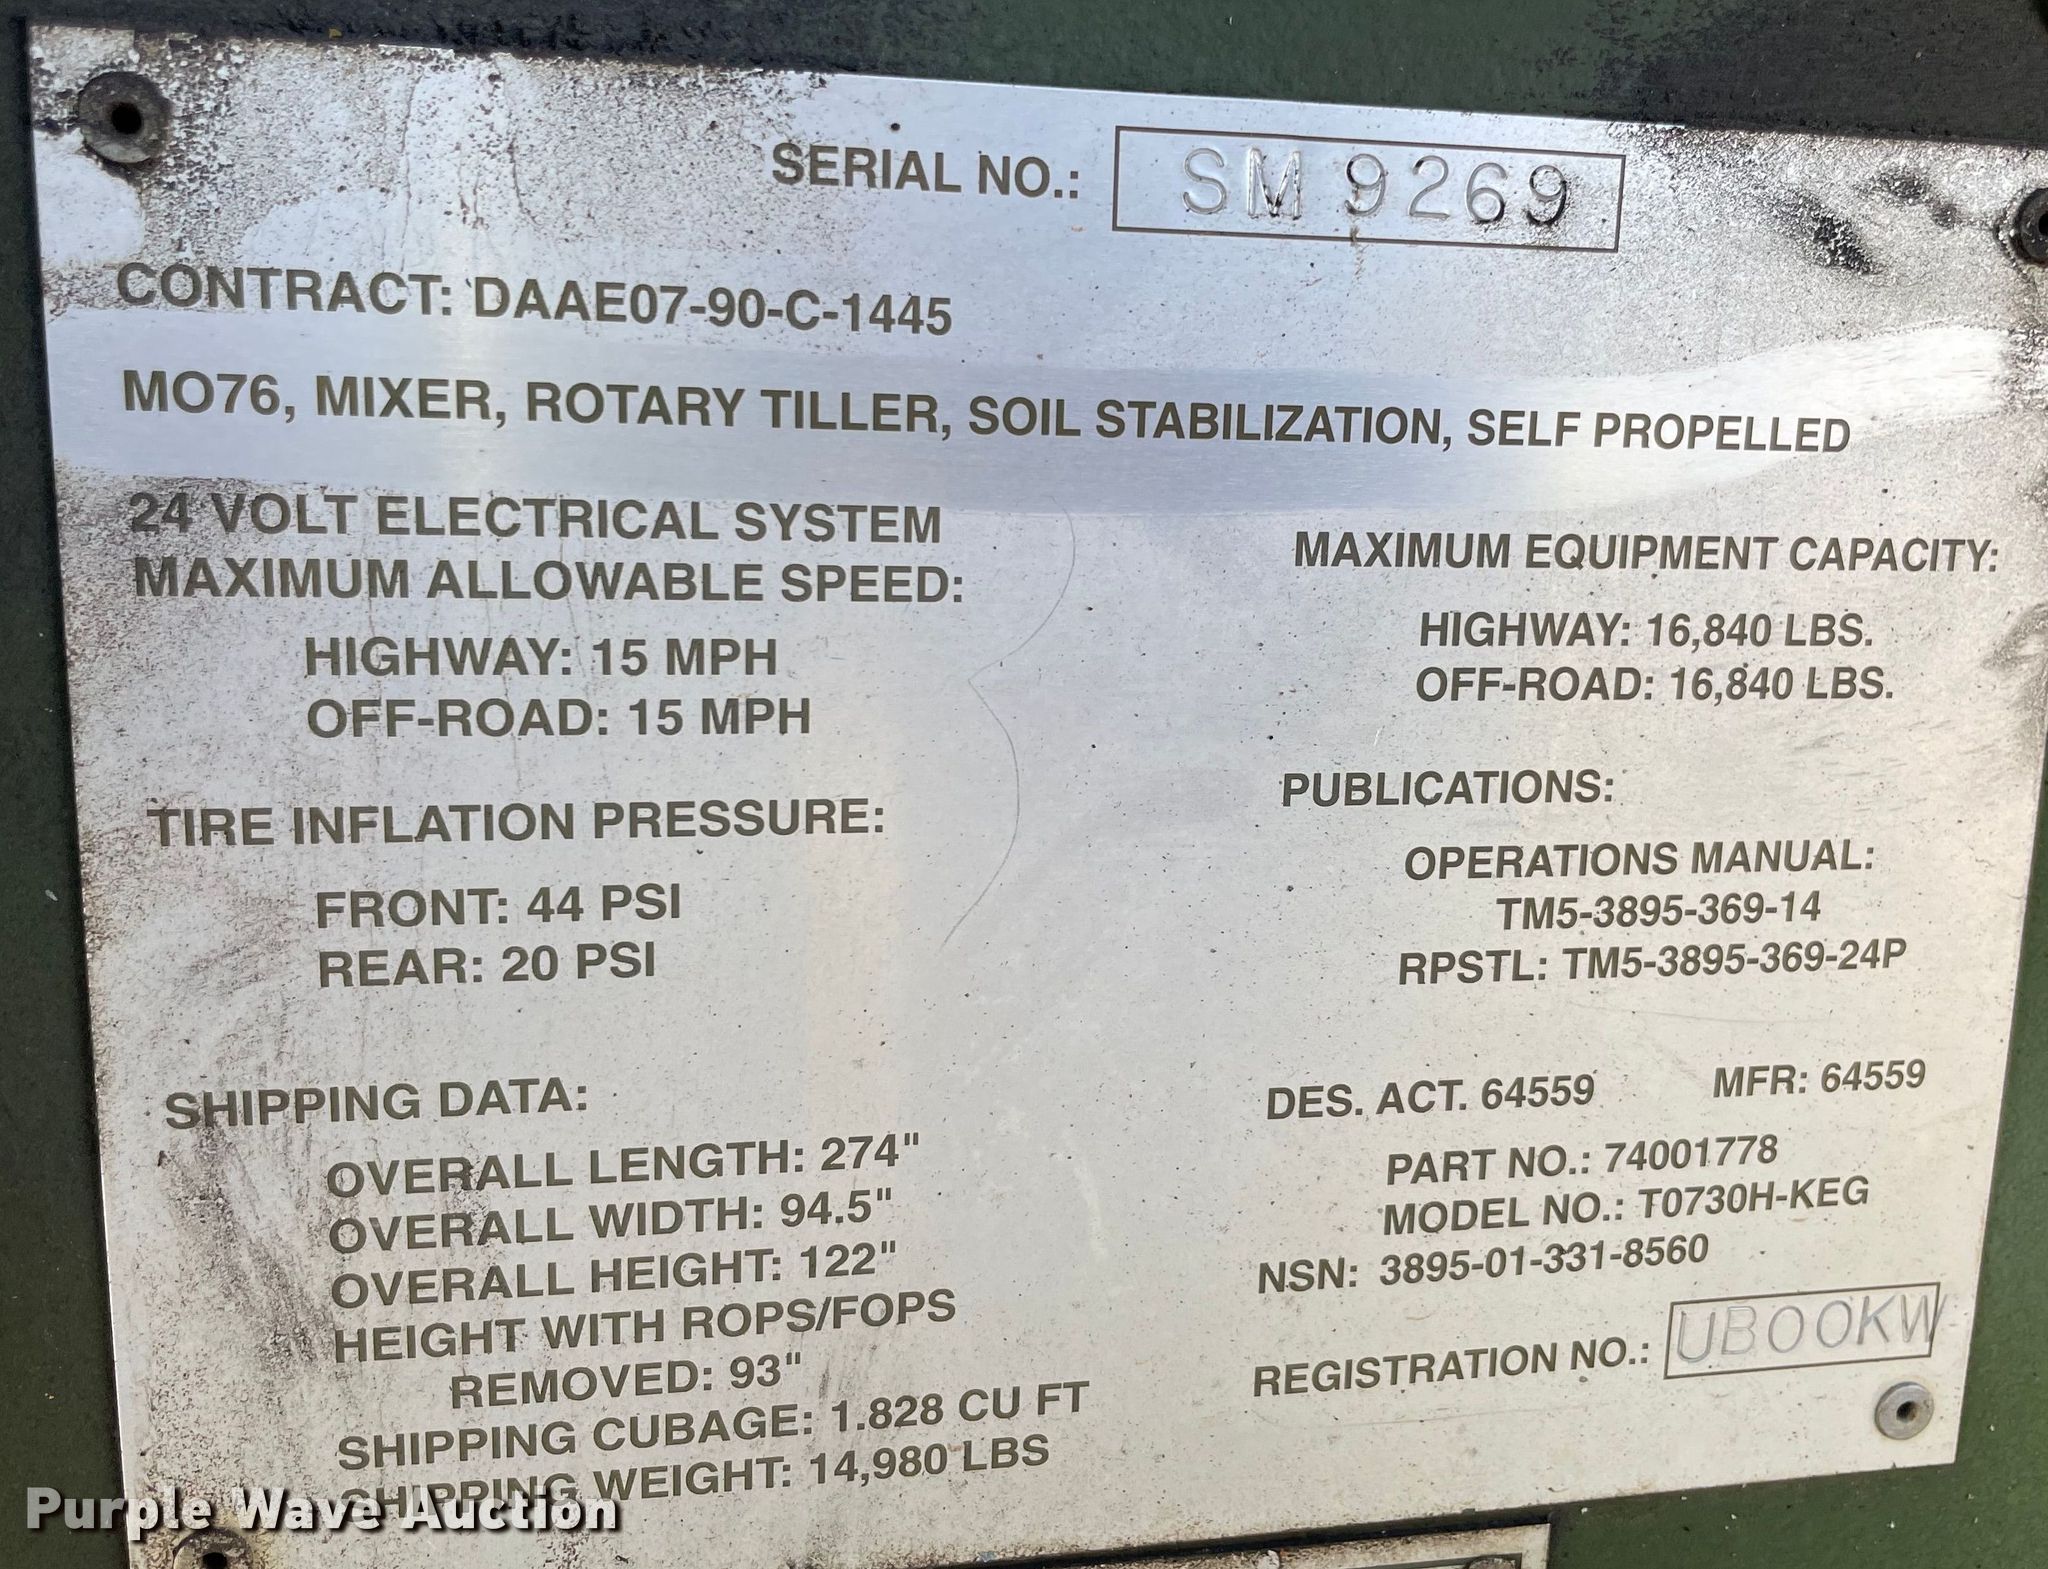 SERIAL NO.: SM9269
CONTRACT: DAAE07-90-C-1445
MO76, MIXER, ROTARY TILLER, SOIL STABILIZATION, SELF PROPELLED
24 VOLT ELECTRICAL SYSTEM
MAXIMUM ALLOWABLE SPEED:
HIGHWAY: 15 MPH
OFF-ROAD: 15 MPH
TIRE INFLATION PRESSURE:
FRONT: 44 PSI
REAR: 20 PSI
SHIPPING DATA:
OVERALL LENGTH: 274"
OVERALL WIDTH: 94.5"
OVERALL HEIGHT: 122"
HEIGHT WITH ROPS/FOPS
REMOVED: 93"
SHIPPING CUBAGE: 1.828 CU FT
SHIPPING WEIGHT: 14,980 LBS
MAXIMUM EQUIPMENT CAPACITY:
HIGHWAY: 16,840 LBS.
OFF-ROAD: 16,840 LBS.
PUBLICATIONS:
OPERATIONS MANUAL:
TM5-3895-369-14
RPSTL: TM5-3895-369-24P
DES. ACT. 64559 MFR: 64559
PART NO.: 74001778
MODEL NO.: T0730H-KEG
NSN: 3895-01-331-8560
REGISTRATION NO.: UB00KW
Purple Wave Auction